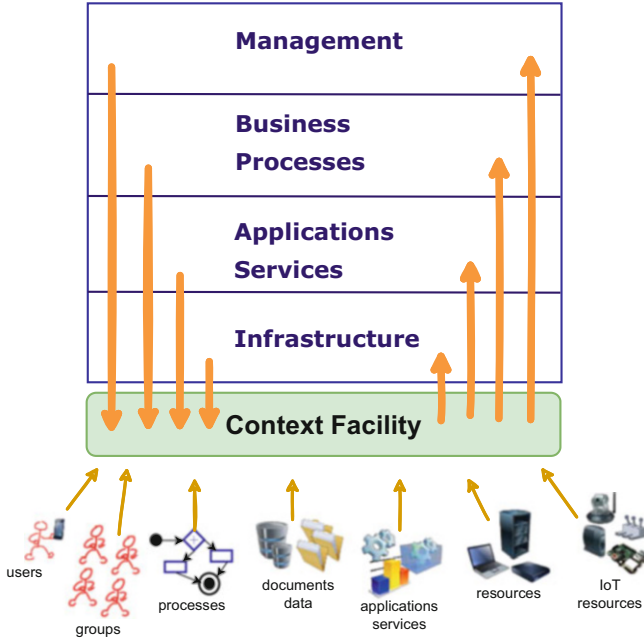 Management
Business
Processes
Applications
Services
Infrastructure
Context Facility
users
groups
processes
documents
data
applications
services
resources
IoT
resources